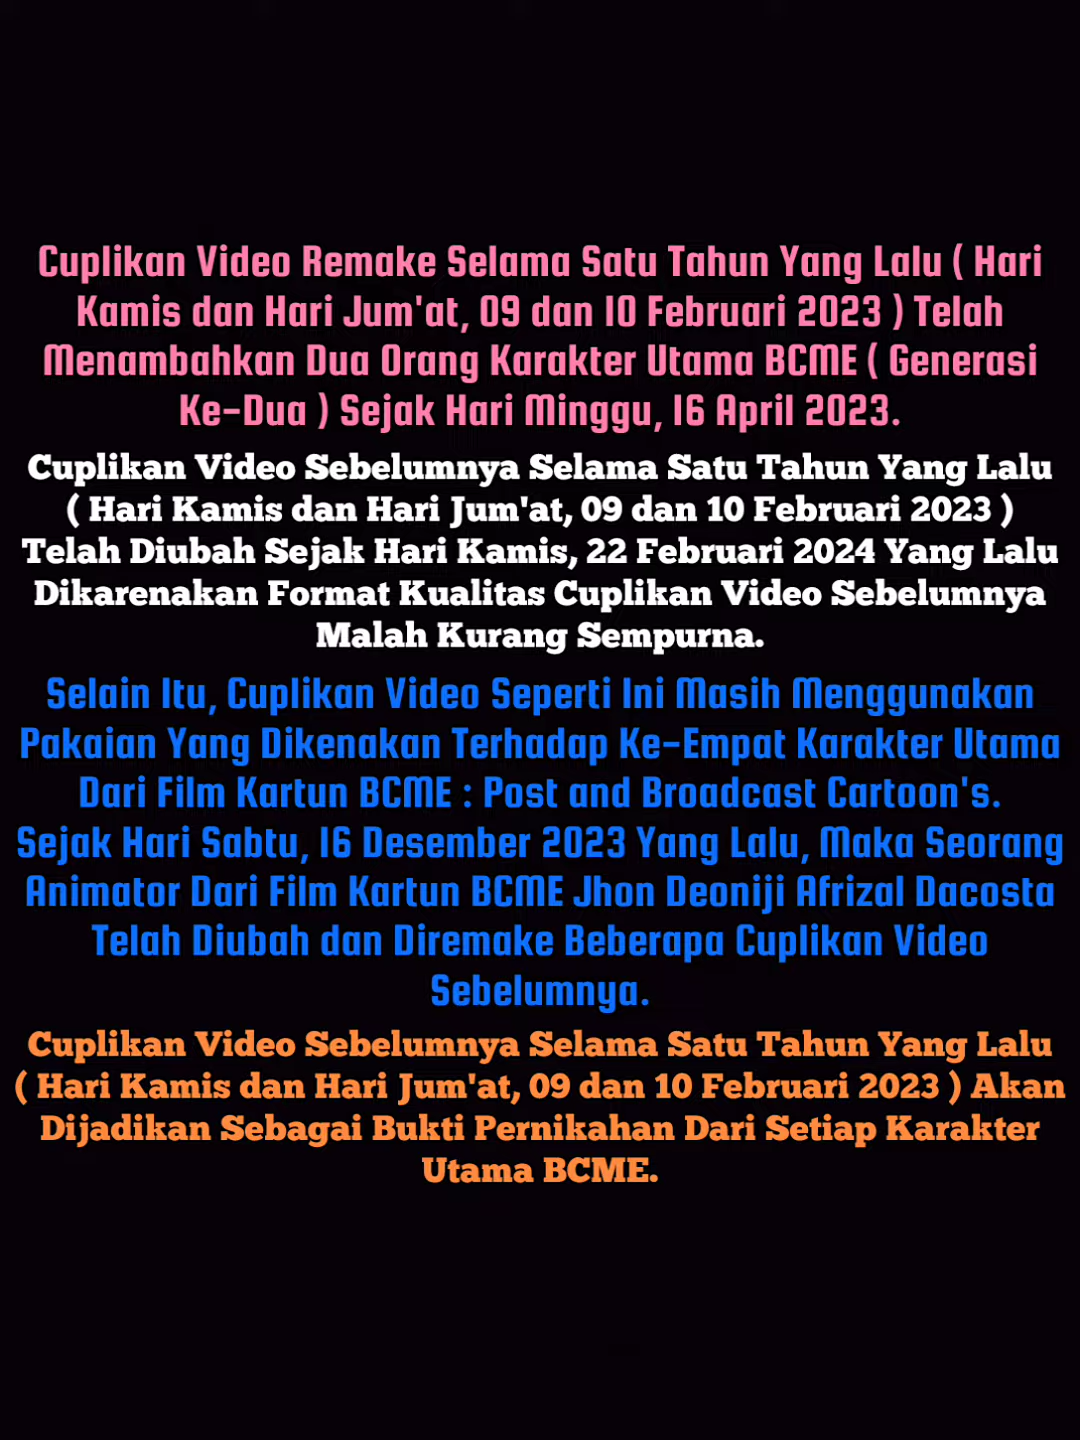 Cuplikan Video Remake Selama Satu Tahun Yang Lalu ( Hari
Kamis dan Hari Jum'at, 09 dan 10 Februari 2023 ) Telah
Menambahkan Dua Orang Karakter Utama BCME ( Generasi
Ke-Dua ) Sejak Hari Minggu, 16 April 2023.
Cuplikan Video Sebelumnya Selama Satu Tahun Yang Lalu
( Hari Kamis dan Hari Jum'at, 09 dan 10 Februari 2023 )
Telah Diubah Sejak Hari Kamis, 22 Februari 2024 Yang Lalu
Dikarenakan Format Kualitas Cuplikan Video Sebelumnya
Malah Kurang Sempurna.
Selain Itu, Cuplikan Video Seperti Ini Masih Menggunakan
Pakaian Yang Dikenakan Terhadap Ke-Empat Karakter Utama
Dari Film Kartun BCME : Post and Broadcast Cartoon's.
Sejak Hari Sabtu, 16 Desember 2023 Yang Lalu, Maka Seorang
Animator Dari Film Kartun BCME Jhon Deoniji Afrizal Dacosta
Telah Diubah dan Diremake Beberapa Cuplikan Video
Sebelumnya.
Cuplikan Video Sebelumnya Selama Satu Tahun Yang Lalu
( Hari Kamis dan Hari Jum'at, 09 dan 10 Februari 2023 ) Akan
Dijadikan Sebagai Bukti Pernikahan Dari Setiap Karakter
Utama BCME.